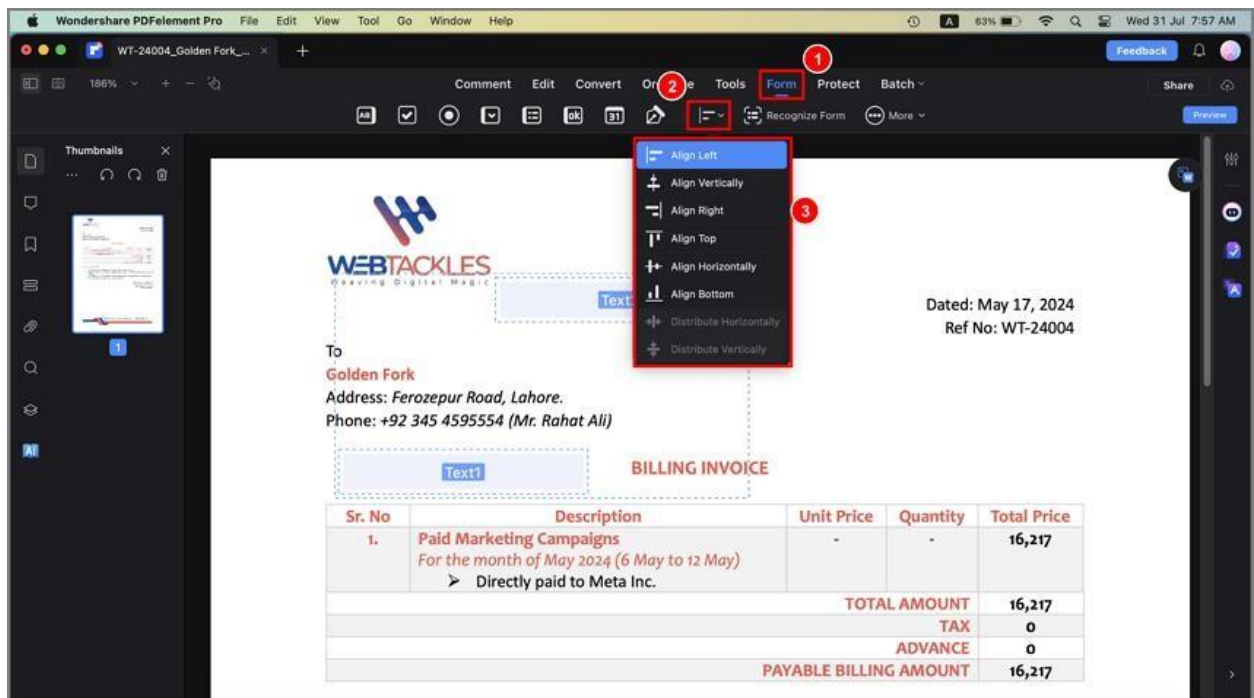 Wondershare PDFelement Pro File Edit View Tool Go Window Help A 63% Wed 31 Jul 7:57 AM
WT-24004_Golden Fork_... × + Feedback
1
186% Comment Edit Convert Tools Form Protect Batch Share
2
AB ok 31 Recognize Form More Preview
Thumbnails ×
Align Left
Align Vertically
Align Right
3
Align Top
Align Horizontally
Align Bottom
Distribute Horizontally
Distribute Vertically
WEBTACKLES
Weaving Digital Magic
Text
Dated: May 17, 2024
Ref No: WT-24004
1
To
Golden Fork
Address: Ferozepur Road, Lahore.
Phone: +92 345 4595554 (Mr. Rahat Ali)
AI
Text1
BILLING INVOICE
Sr. No Description Unit Price Quantity Total Price
1. Paid Marketing Campaigns - - 16,217
For the month of May 2024 (6 May to 12 May)
➢ Directly paid to Meta Inc.
TOTAL AMOUNT 16,217
TAX 0
ADVANCE 0
PAYABLE BILLING AMOUNT 16,217